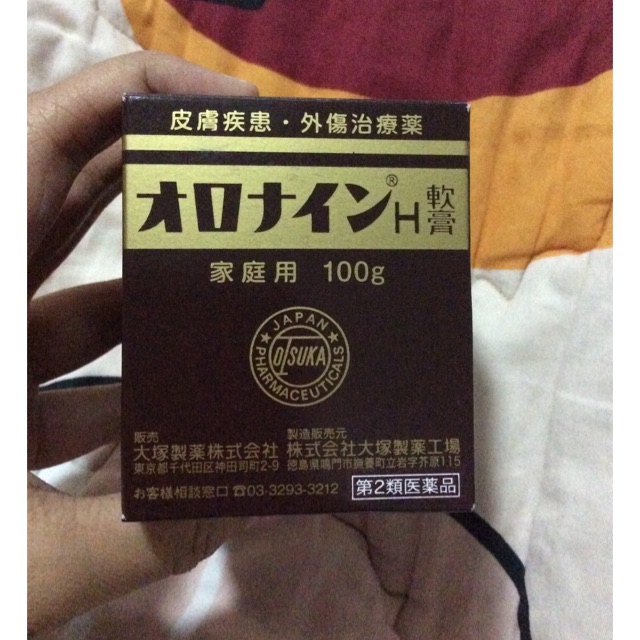 皮膚疾患・外傷治療薬
オロナイン®H軟膏
家庭用 100g
JAPAN
OTSUKA
PHARMACEUTICALS
販売 製造販売元
大塚製薬株式会社 株式会社大塚製薬工場
東京都千代田区神田司町2-9 徳島県鳴門市撫養町立岩字芥原115
お客様相談窓口☎03-3293-3212 第2類医薬品